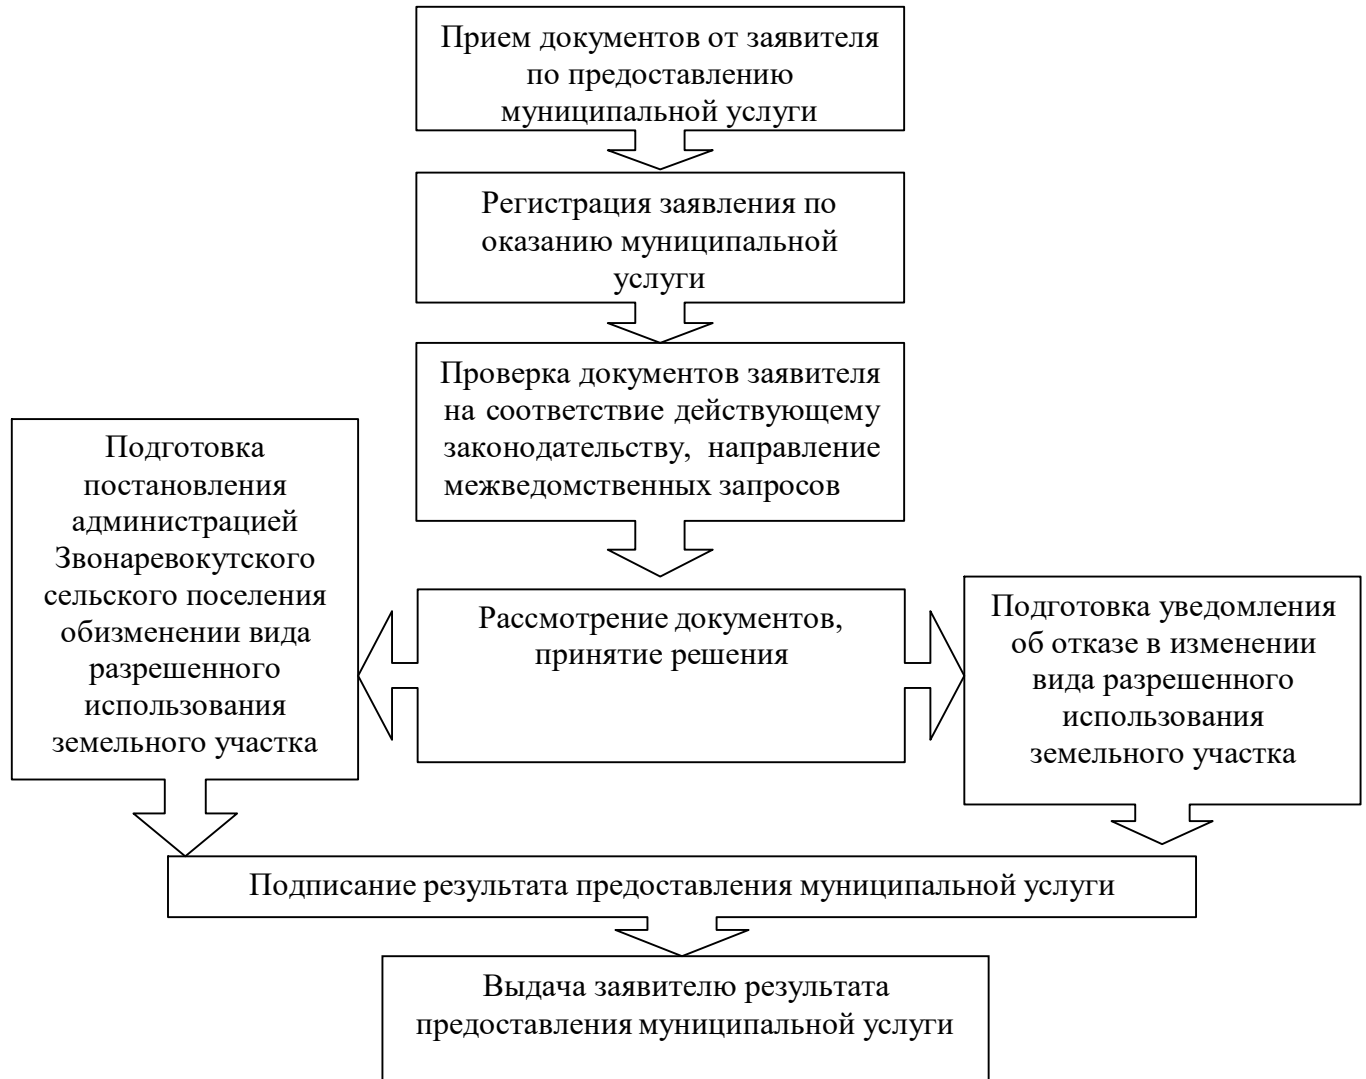 Прием документов от заявителя
по предоставлению
муниципальной услуги
Регистрация заявления по
оказанию муниципальной
услуги
Проверка документов заявителя
на соответствие действующему
законодательству, направление
межведомственных запросов
Подготовка
постановления
администрацией
Звонаревокутского
сельского поселения
обизменении вида
разрешенного
использования
земельного участка
Рассмотрение документов,
принятие решения
Подготовка уведомления
об отказе в изменении
вида разрешенного
использования
земельного участка
Подписание результата предоставления муниципальной услуги
Выдача заявителю результата
предоставления муниципальной услуги